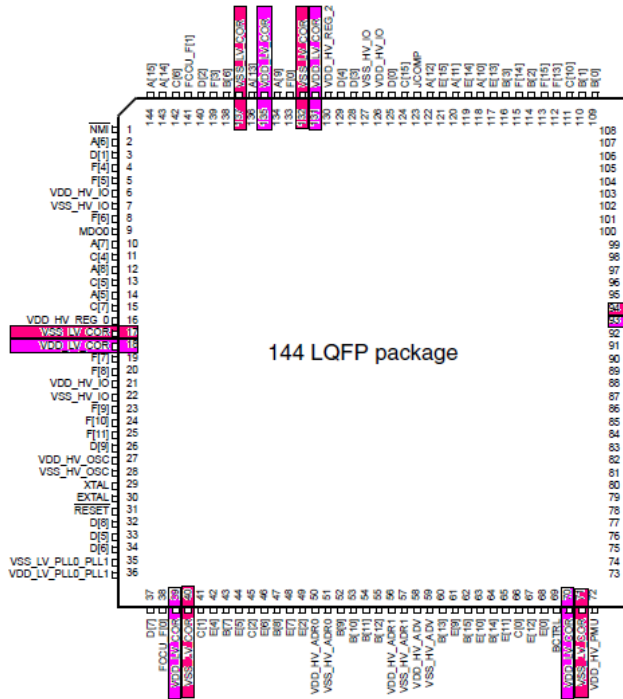 A[15] 144
A[14] 143
C[6] 142
FCCU_F[1] 141
D[2] 140
F[3] 139
B[6] 138
VSS_LV_COR 137
A[13] 136
VDD_LV_COR 135
A[9] 134
F[0] 133
VSS_LV_COR 132
VDD_LV_COR 131
VDD_HV_REG_2 130
D[4] 129
D[3] 128
VSS_HV_IO 127
VDD_HV_IO 126
D[0] 125
C[15] 124
JCOMP 123
A[12] 122
E[15] 121
A[11] 120
E[14] 119
A[10] 118
E[13] 117
B[3] 116
F[14] 115
B[2] 114
F[15] 113
F[13] 112
C[10] 111
B[1] 110
B[0] 109
NMI 1
A[6] 2
D[1] 3
F[4] 4
F[5] 5
VDD_HV_IO 6
VSS_HV_IO 7
F[6] 8
MDO0 9
A[7] 10
C[4] 11
A[8] 12
C[5] 13
A[5] 14
C[7] 15
VDD_HV_REG_0 16
VSS_LV_COR 17
VDD_LV_COR 18
F[7] 19
F[8] 20
VDD_HV_IO 21
VSS_HV_IO 22
F[9] 23
F[10] 24
F[11] 25
D[9] 26
VDD_HV_OSC 27
VSS_HV_OSC 28
XTAL 29
EXTAL 30
RESET 31
D[8] 32
D[5] 33
D[6] 34
VSS_LV_PLL0_PLL1 35
VDD_LV_PLL0_PLL1 36
144 LQFP package
108
107
106
105
104
103
102
101
100
99
98
97
96
95
94
93
92
91
90
89
88
87
86
85
84
83
82
81
80
79
78
77
76
75
74
73
37 D[7]
38 FCCU_F[0]
39 VDD_LV_COR
40 VSS_LV_COR
41 C[1]
42 E[4]
43 B[7]
44 E[5]
45 C[2]
46 E[6]
47 B[8]
48 E[7]
49 E[2]
50 VDD_HV_ADR0
51 VSS_HV_ADR0
52 B[9]
53 B[10]
54 B[11]
55 B[12]
56 VDD_HV_ADR1
57 VSS_HV_ADR1
58 VDD_HV_ADV
59 VSS_HV_ADV
60 B[13]
61 E[9]
62 B[15]
63 E[10]
64 B[14]
65 E[11]
66 C[0]
67 E[12]
68 E[0]
69 BCTRL
70 VDD_LV_COR
71 VSS_LV_COR
72 VDD_HV_PMU